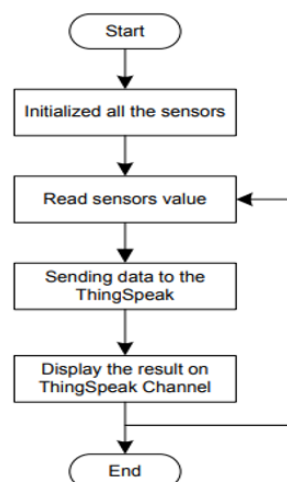 Start
Initialized all the sensors
Read sensors value
Sending data to the
ThingSpeak
Display the result on
ThingSpeak Channel
End